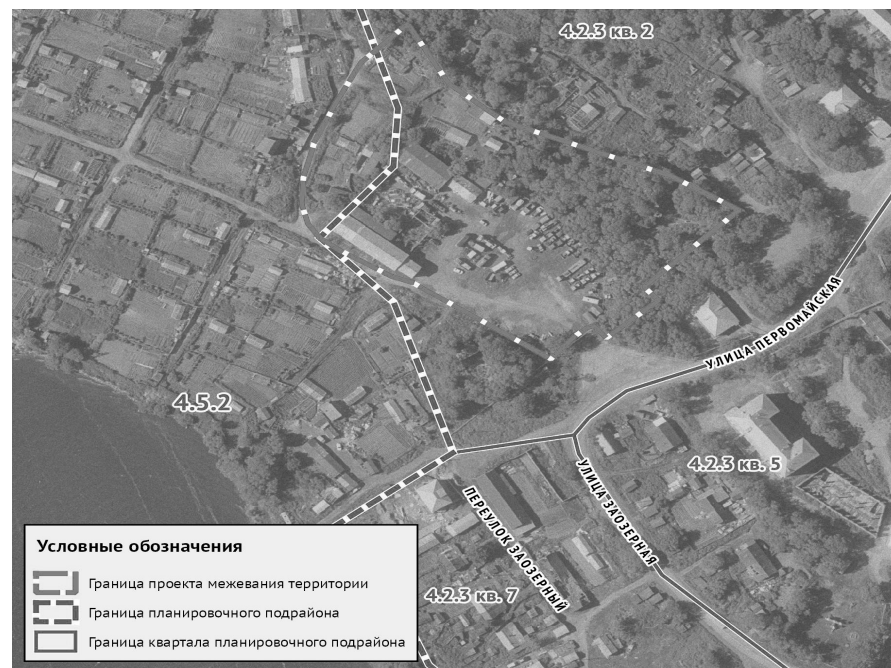 4.2.3 кв. 2
УЛИЦА ПЕРВОМАЙСКАЯ
4.5.2
4.2.3 кв. 5
УЛИЦА ЗАОЗЕРНАЯ
ПЕРЕУЛОК ЗАОЗЕРНЫЙ
4.2.3 кв. 7
Условные обозначения
Граница проекта межевания территории
Граница планировочного подрайона
Граница квартала планировочного подрайона